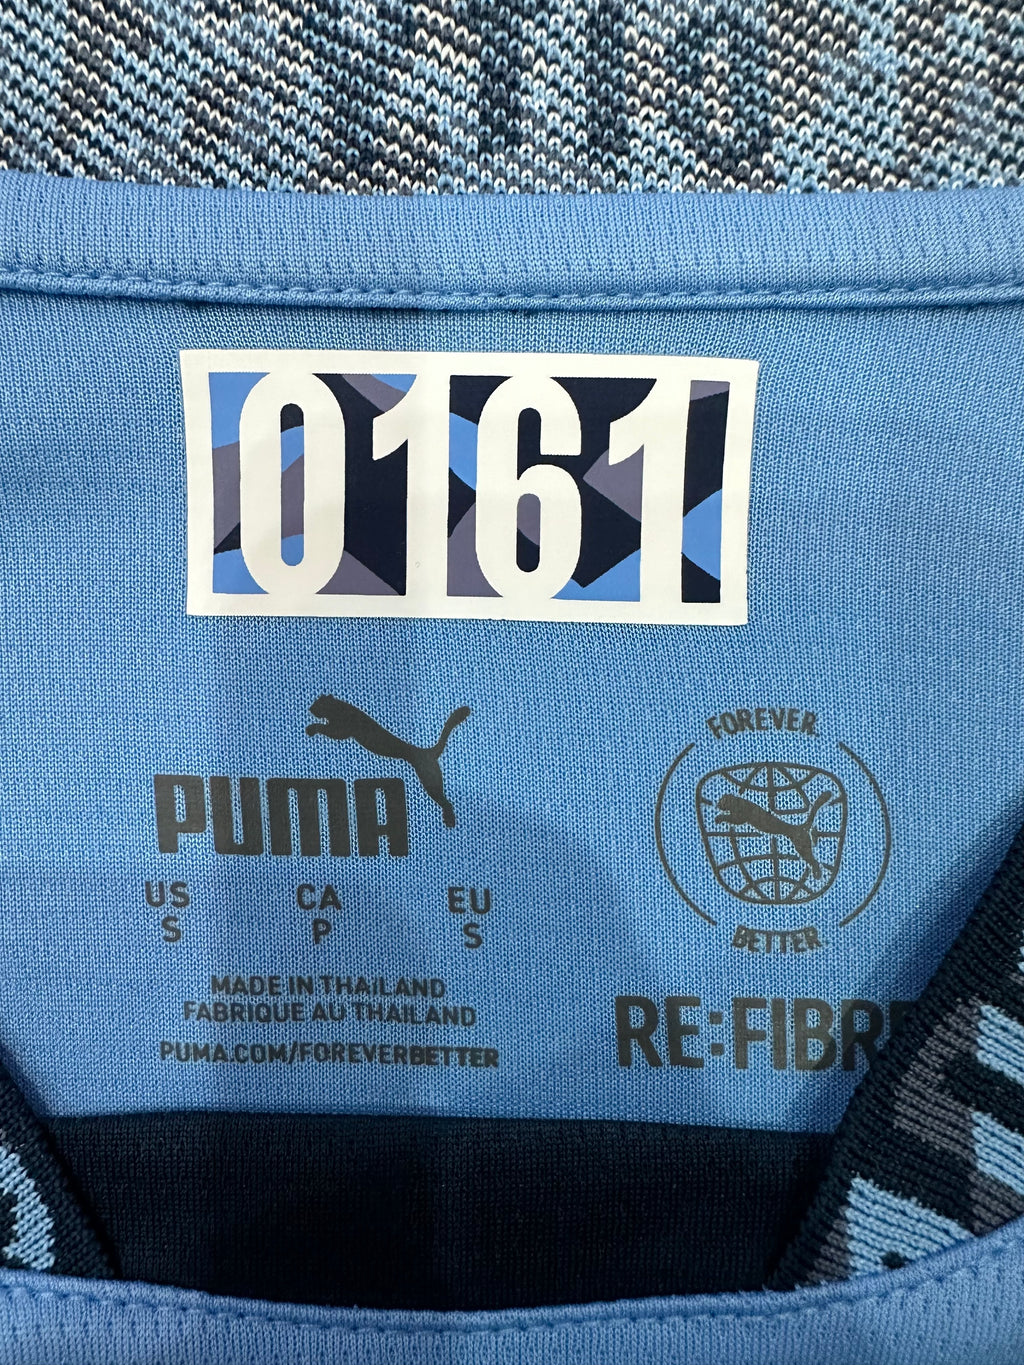 0161
PUMA
US CA EU
S P S
MADE IN THAILAND
FABRIQUE AU THAILAND
PUMA.COM/FOREVERBETTER
FOREVER
BETTER.
RE:FIBRE